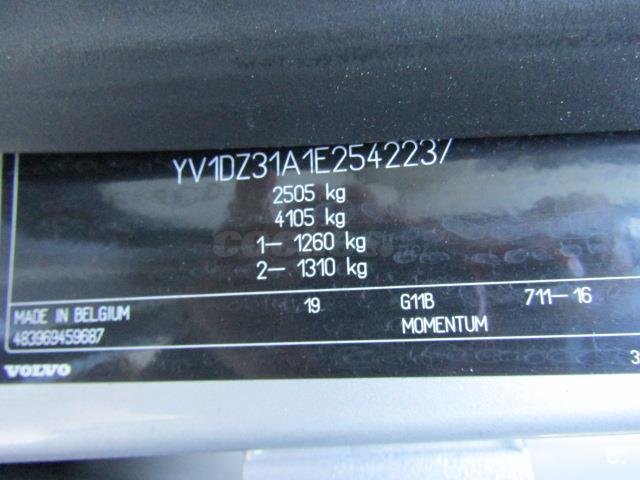 YV1DZ31A1E2542237
2505 kg
4105 kg
1– 1260 kg
2– 1310 kg
MADE IN BELGIUM 19 G11B 711–16
483969459687 MOMENTUM
VOLVO